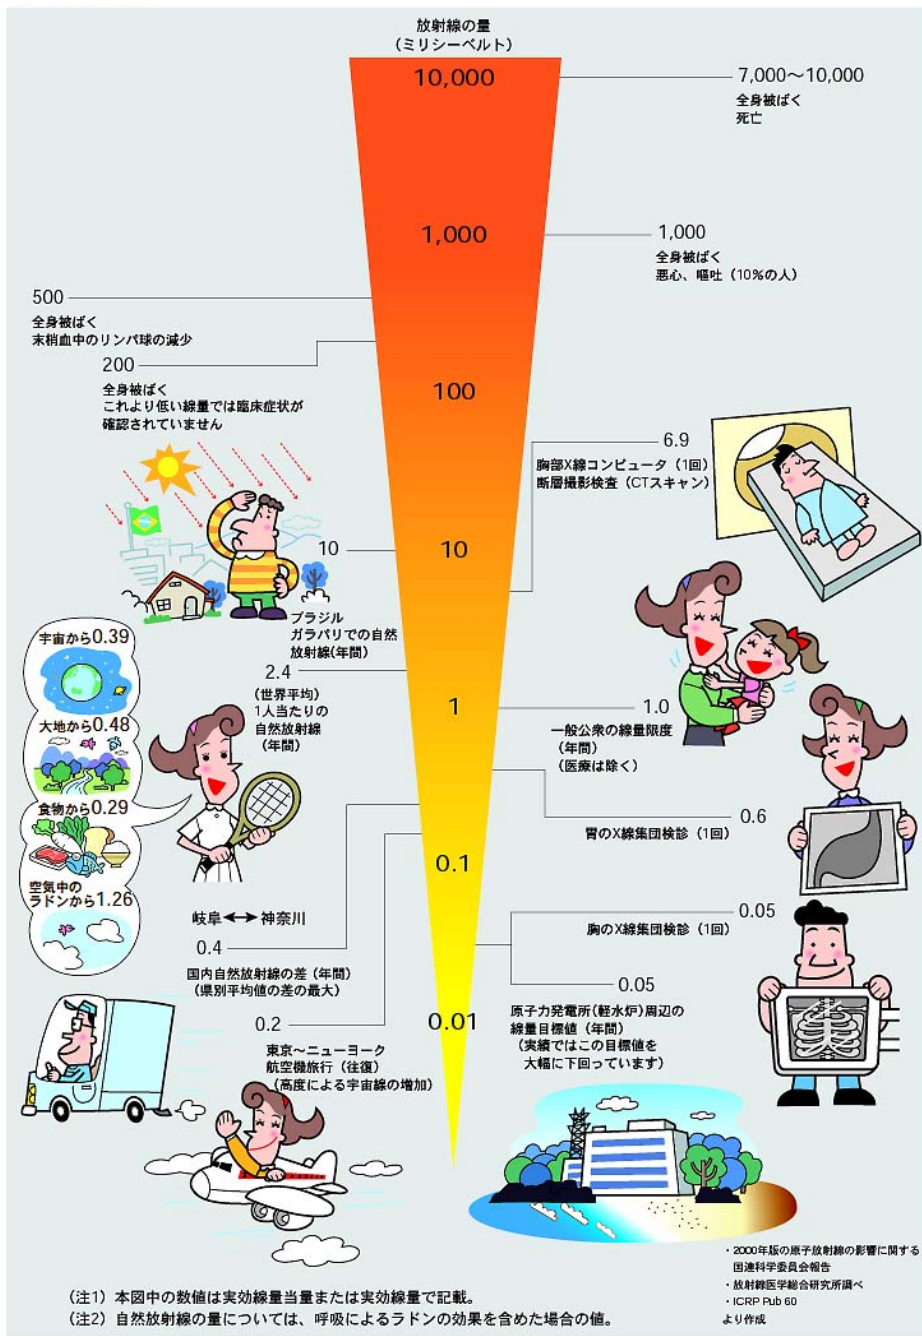 放射線の量
(ミリシーベルト)
10,000
7,000～10,000
全身被ばく
死亡
1,000
1,000
全身被ばく
悪心、嘔吐（10%の人）
500
全身被ばく
末梢血中のリンパ球の減少
200
全身被ばく
これより低い線量では臨床症状が
確認されていません
100
6.9
胸部X線コンピュータ（1回）
断層撮影検査（CTスキャン）
10
10
ブラジル
ガラパリでの自然
放射線(年間)
宇宙から0.39
大地から0.48
食物から0.29
空気中の
ラドンから1.26
2.4
(世界平均)
1人当たりの
自然放射線
(年間)
1
1.0
一般公衆の線量限度
(年間)
(医療は除く)
0.6
胃のX線集団検診（1回）
0.1
岐阜↔神奈川
0.4
国内自然放射線の差（年間）
（県別平均値の差の最大）
0.05
胸のX線集団検診（1回）
0.05
原子力発電所(軽水炉)周辺の
線量目標値（年間）
（実績ではこの目標値を
大幅に下回っています）
0.01
0.2
東京～ニューヨーク
航空機旅行（往復）
（高度による宇宙線の増加）
・2000年版の原子放射線の影響に関する
国連科学委員会報告
・放射線医学総合研究所調べ
・ICRP Pub 60
より作成
（注1）本図中の数値は実効線量当量または実効線量で記載。
（注2）自然放射線の量については、呼吸によるラドンの効果を含めた場合の値。